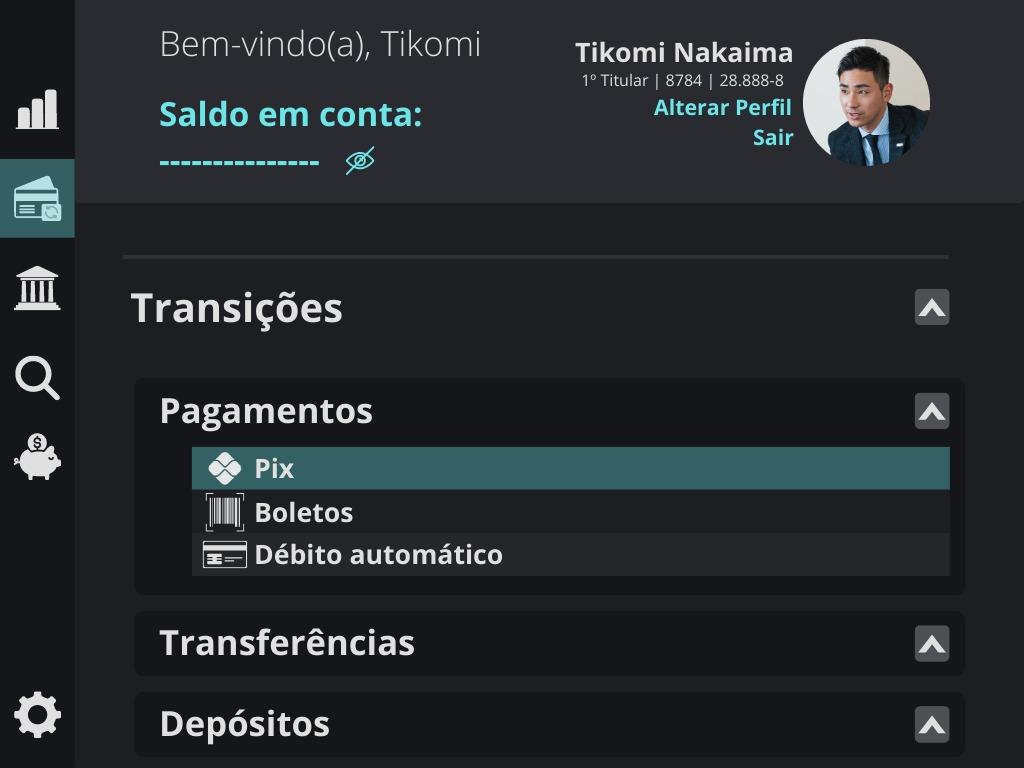 Bem-vindo(a), Tikomi
Saldo em conta:
---------------
Tikomi Nakaima
1º Titular | 8784 | 28.888-8
Alterar Perfil
Sair
Transições
Pagamentos
Pix
Boletos
Débito automático
Transferências
Depósitos
$